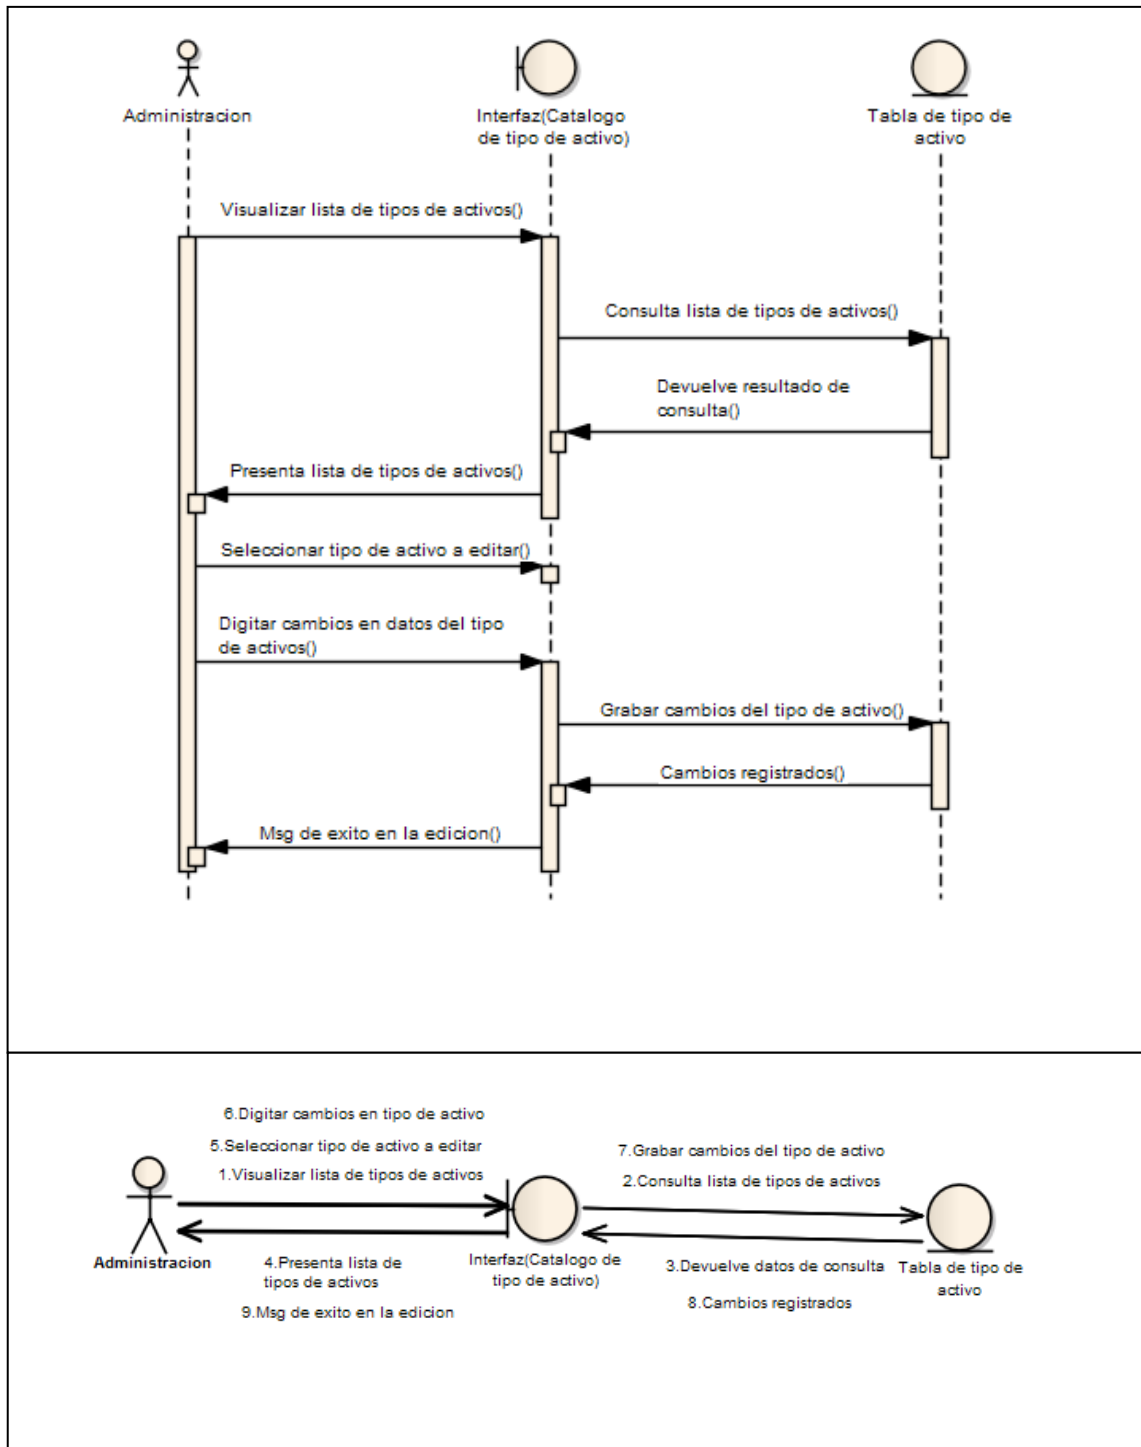 Administracion
Interfaz(Catalogo
de tipo de activo)
Tabla de tipo de
activo
Visualizar lista de tipos de activos()
Consulta lista de tipos de activos()
Devuelve resultado de
consulta()
Presenta lista de tipos de activos()
Seleccionar tipo de activo a editar()
Digitar cambios en datos del tipo
de activos()
Grabar cambios del tipo de activo()
Cambios registrados()
Msg de exito en la edicion()
6.Digitar cambios en tipo de activo
5.Seleccionar tipo de activo a editar
1.Visualizar lista de tipos de activos
7.Grabar cambios del tipo de activo
2.Consulta lista de tipos de activos
Administracion
Interfaz(Catalogo de
tipo de activo)
Tabla de tipo de
activo
4.Presenta lista de
tipos de activos
9.Msg de exito en la edicion
3.Devuelve datos de consulta
8.Cambios registrados